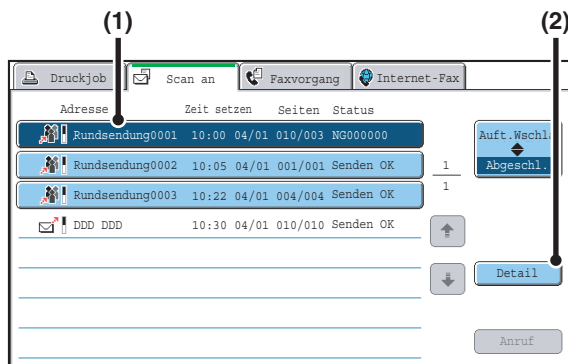 (1) (2)
Druckjob Scan an Faxvorgang Internet-Fax
Adresse Zeit setzen Seiten Status
Rundsendung0001 10:00 04/01 010/003 NG000000
Rundsendung0002 10:05 04/01 001/001 Senden OK
Rundsendung0003 10:22 04/04 004/004 Senden OK
DDD DDD 10:30 04/01 010/010 Senden OK
Auft.Wschl
Abgeschl.
1
1
Detail
Anruf